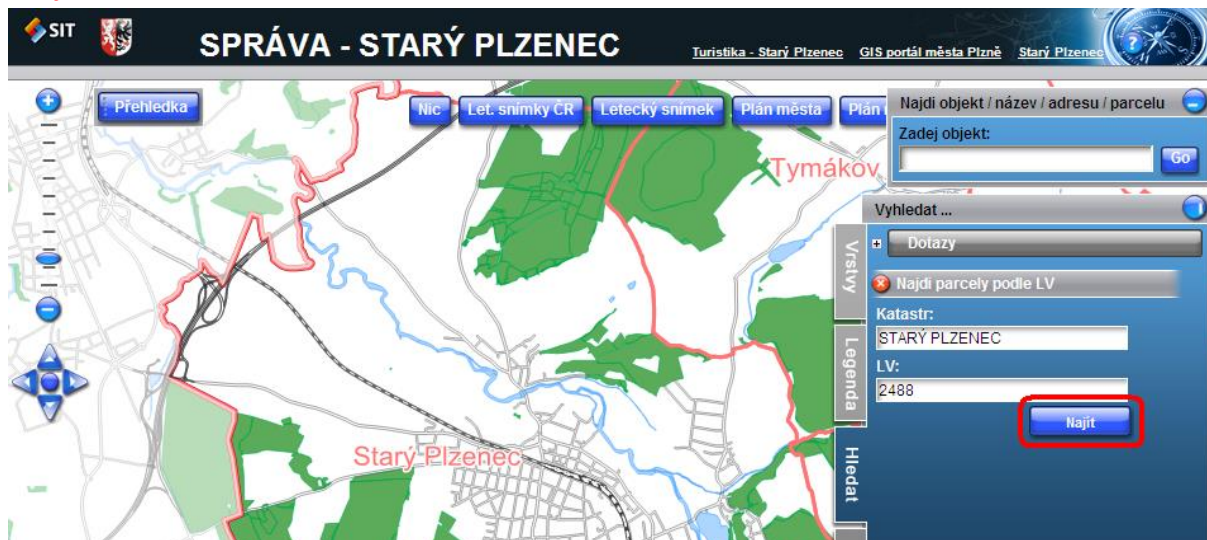 SIT
SPRÁVA - STARÝ PLZENEC
Turistika - Starý Plzenec GIS portál města Plzně Starý Plzenec
?
Přehledka
Nic Let. snímky ČR Letecký snímek Plán města Plán
Najdi objekt / název / adresu / parcelu
Zadej objekt:
Go
Tymákov
Vyhledat ...
Dotazy
Najdi parcely podle LV
Katastr:
STARÝ PLZENEC
LV:
2488
Najít
Vrstvy
Legenda
Hledat
Starý Plzenec